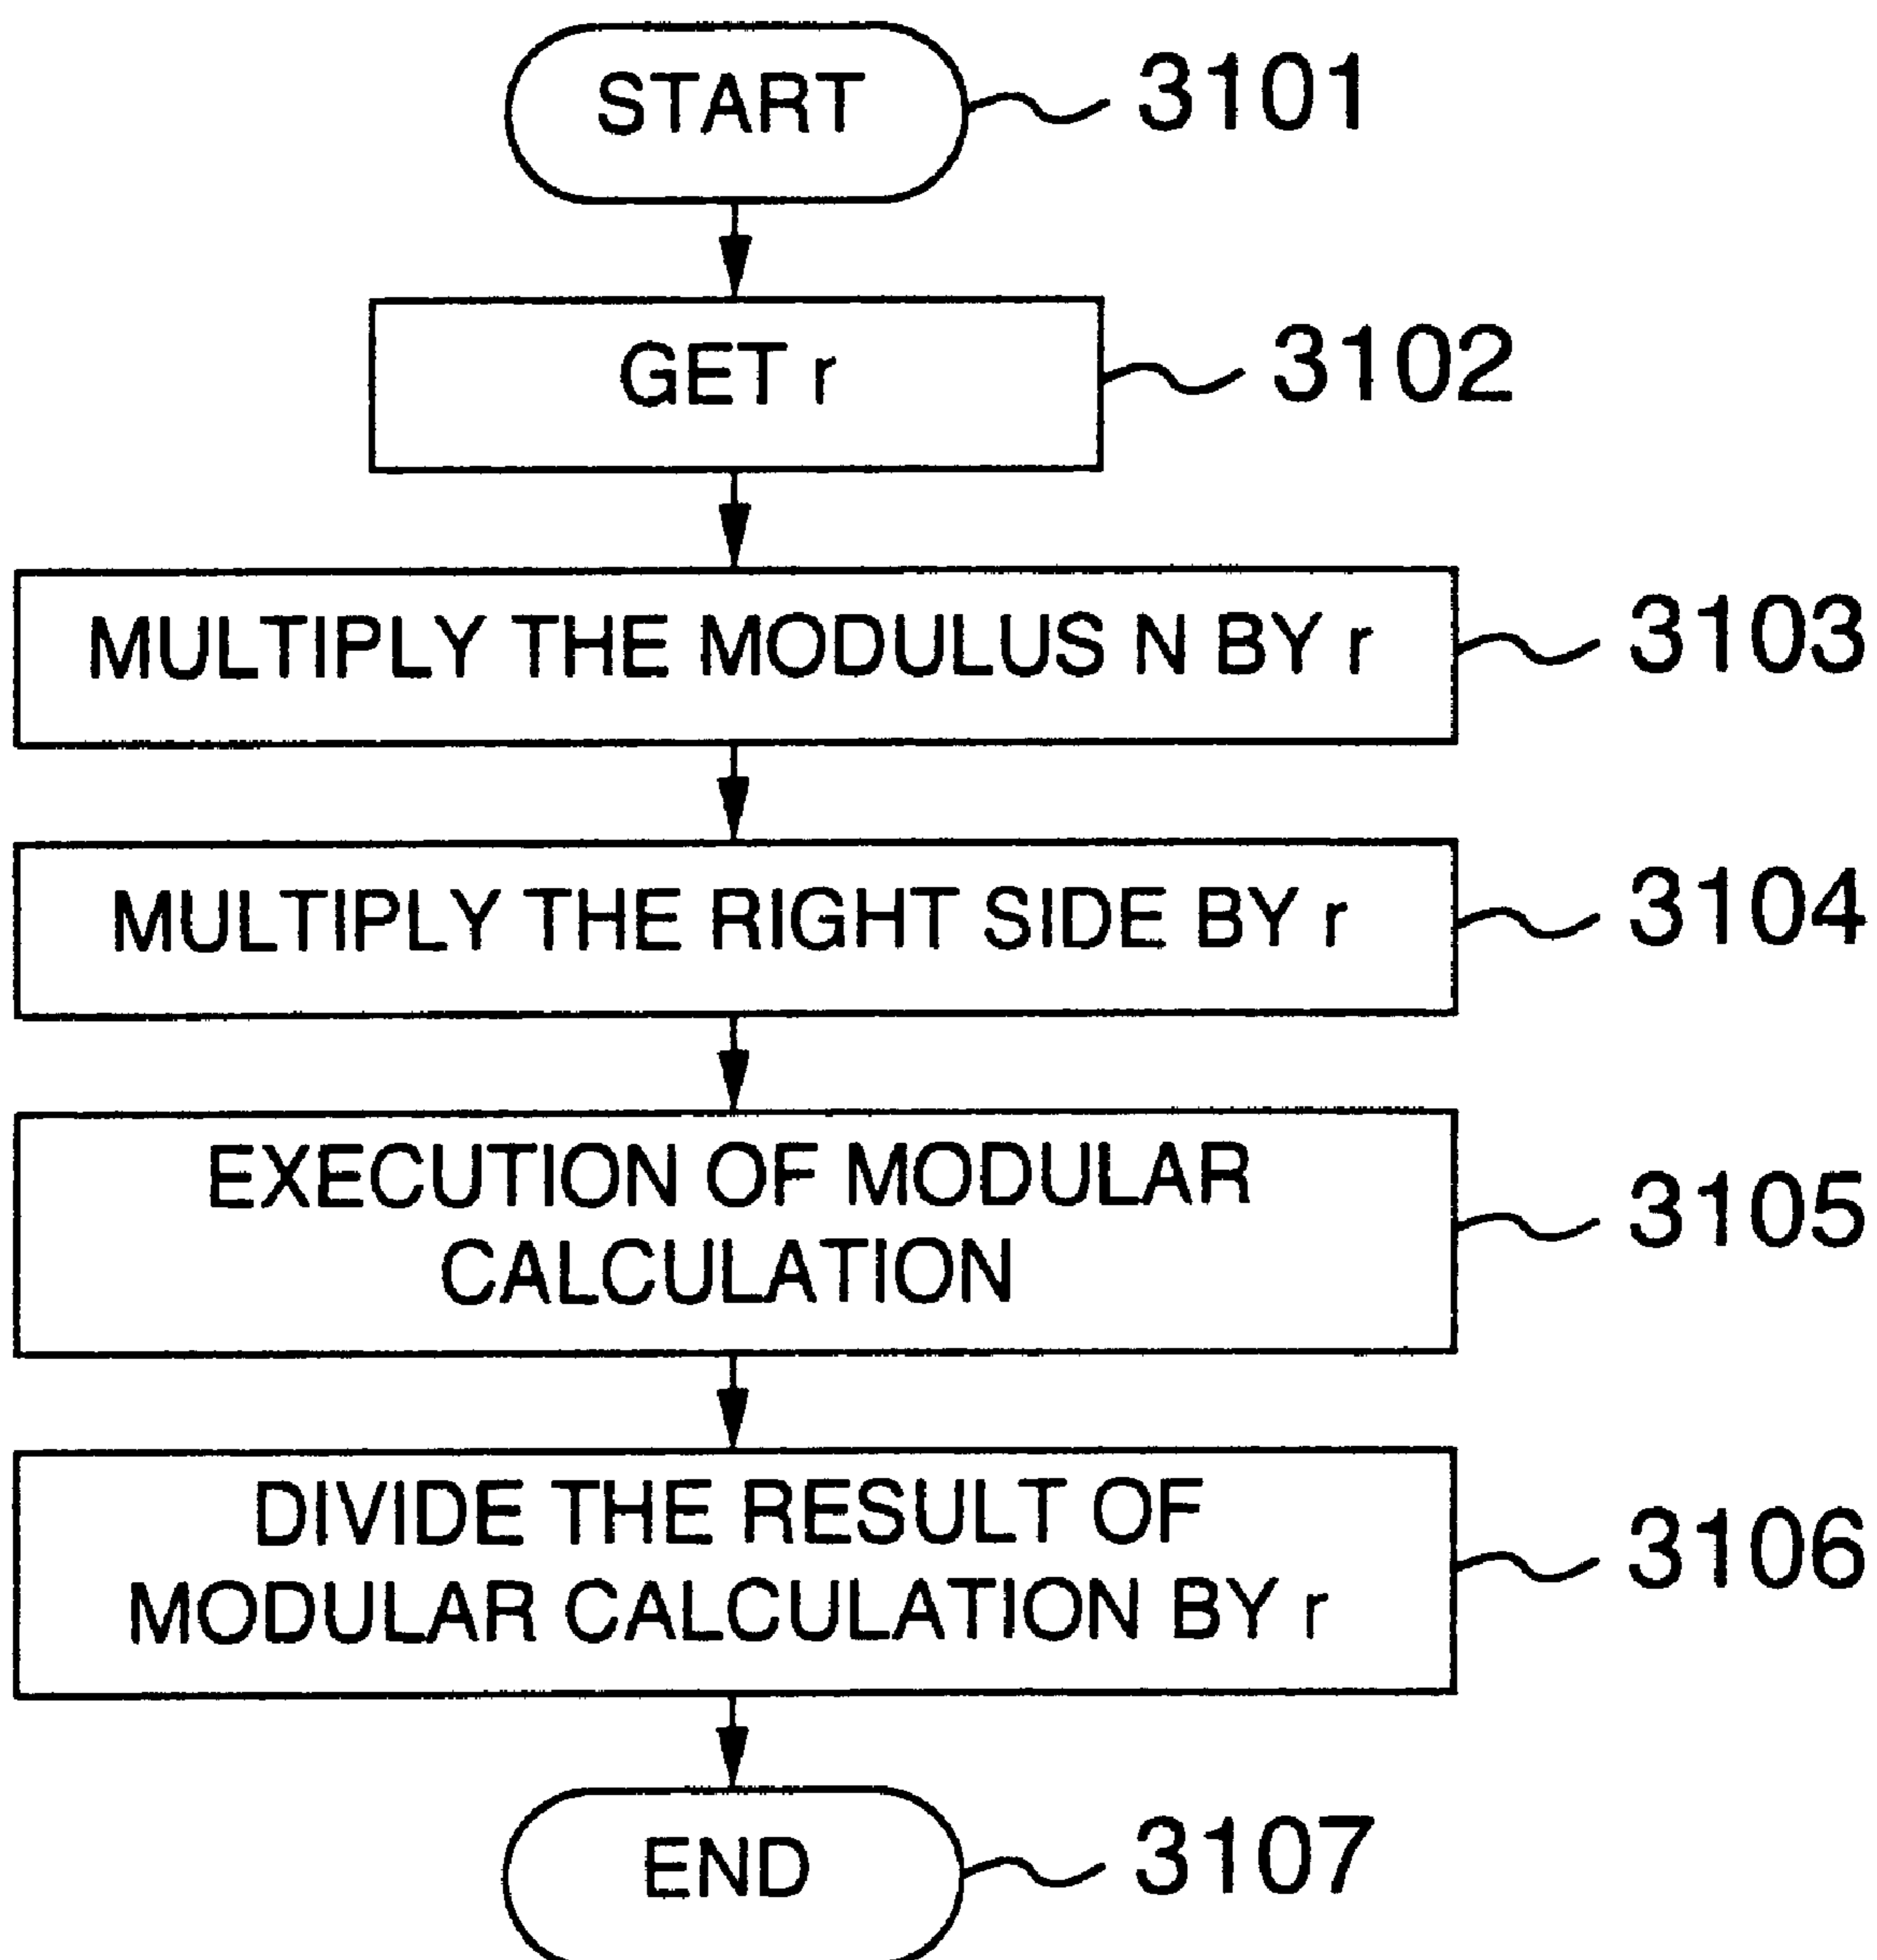 START
3101
GET r
3102
MULTIPLY THE MODULUS N BY r
3103
MULTIPLY THE RIGHT SIDE BY r
3104
EXECUTION OF MODULAR
CALCULATION
3105
DIVIDE THE RESULT OF
MODULAR CALCULATION BY r
3106
END
3107